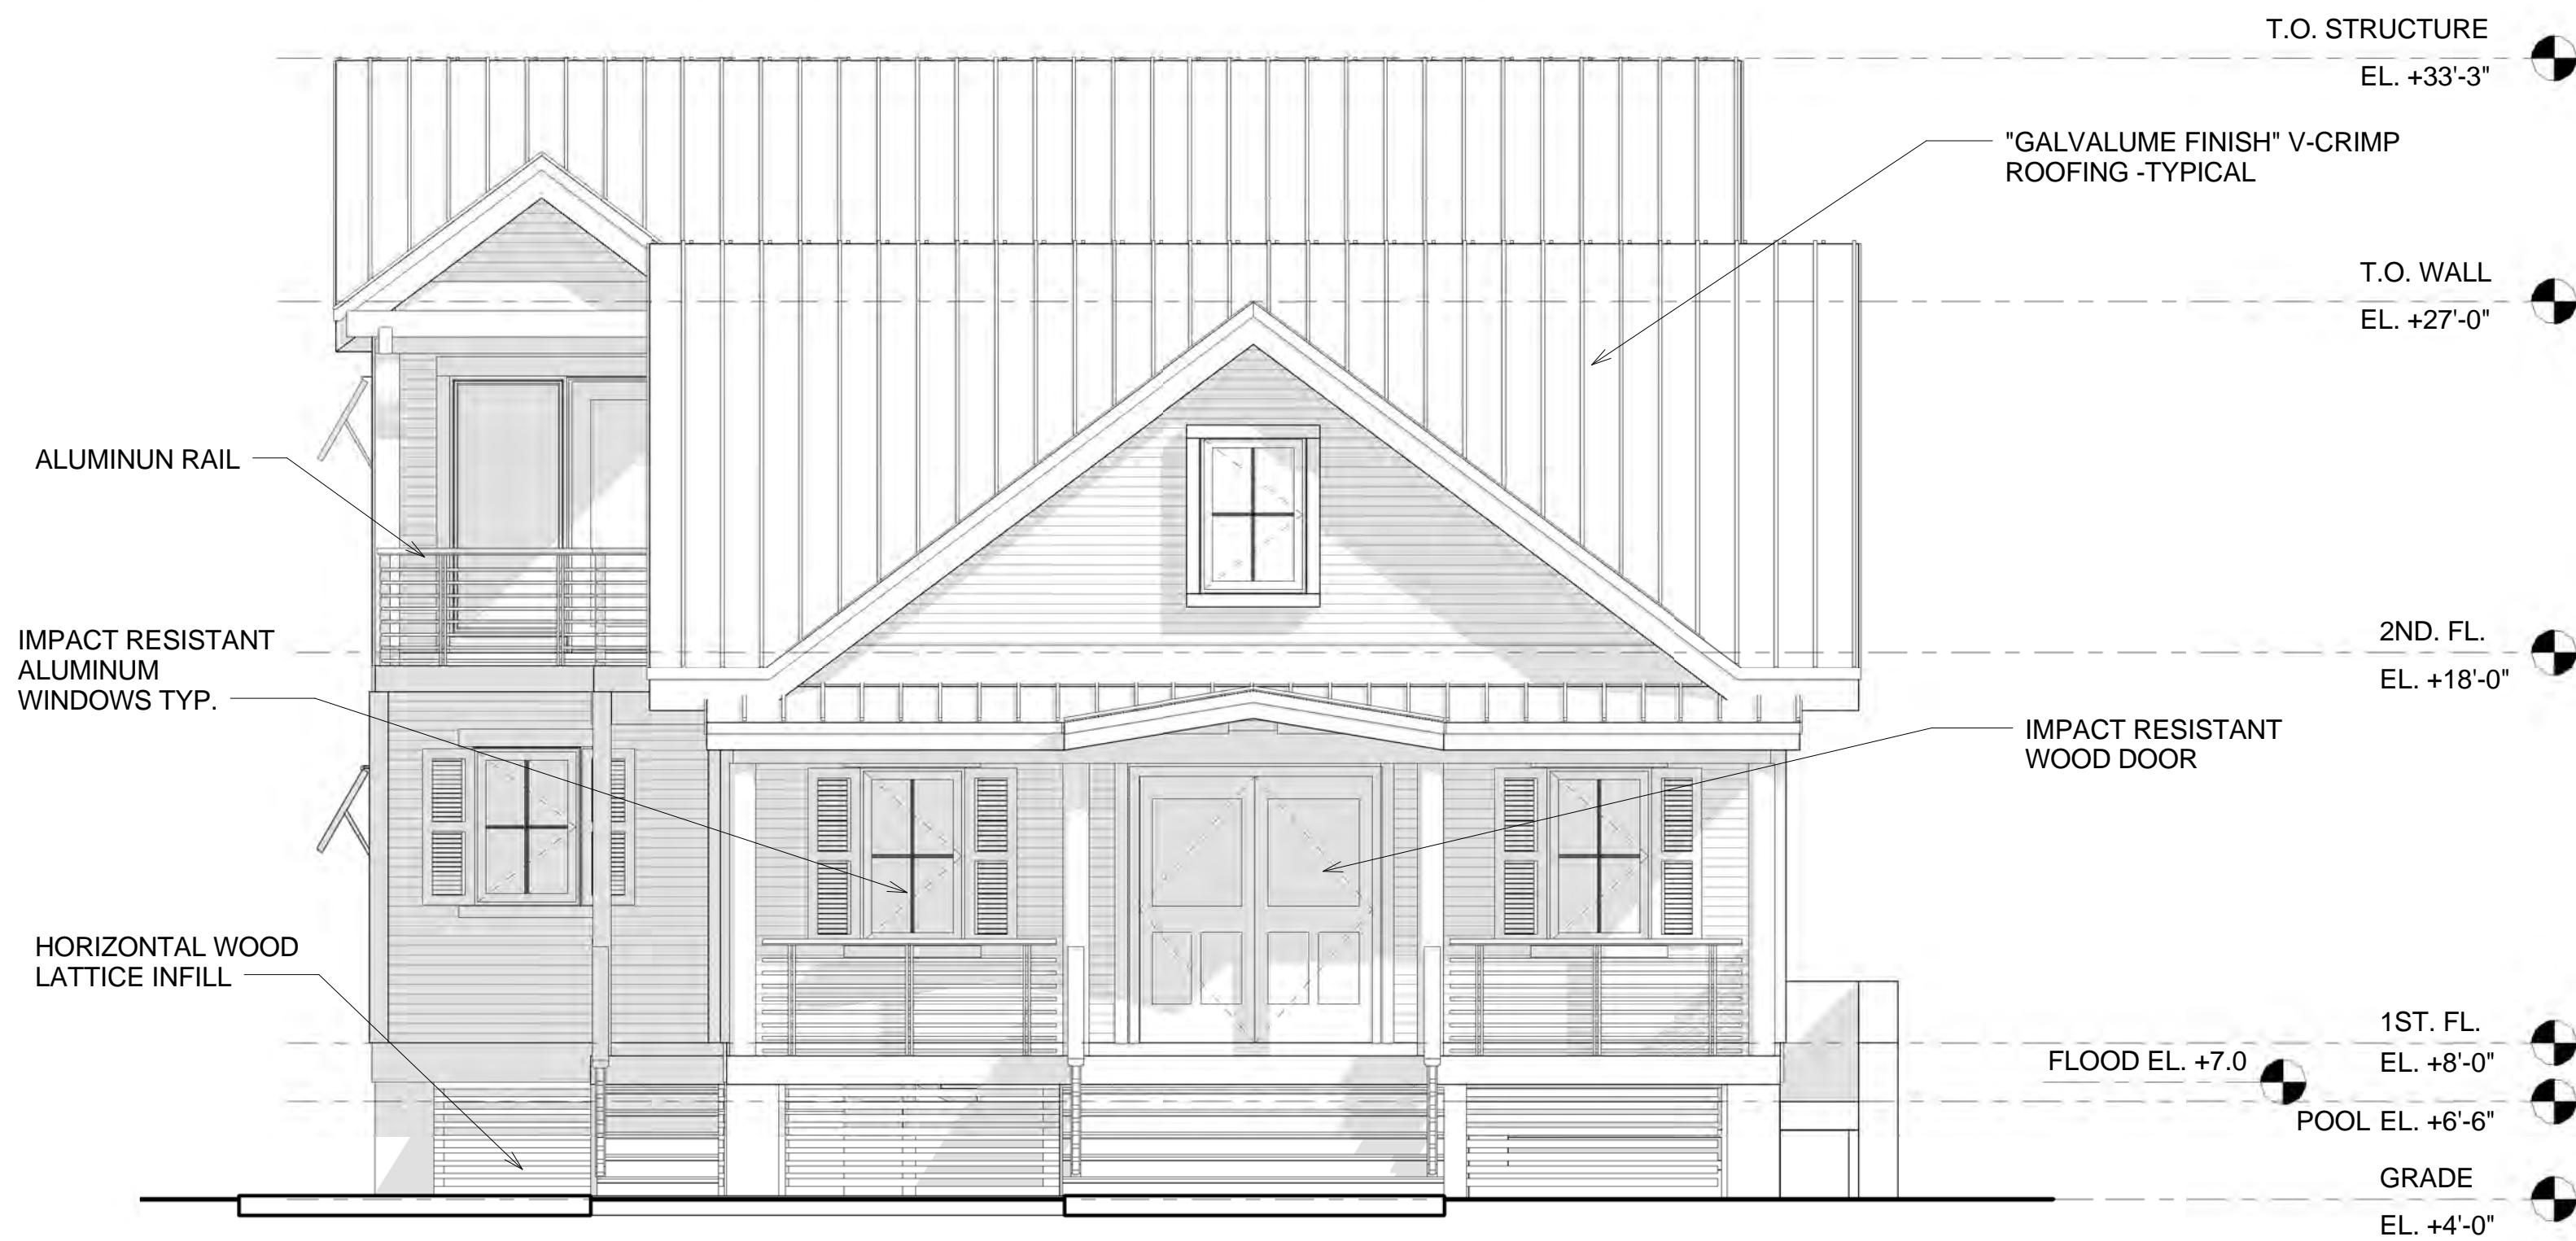 T.O. STRUCTURE
EL. +33'-3"
"GALVALUME FINISH" V-CRIMP
ROOFING -TYPICAL
T.O. WALL
EL. +27'-0"
ALUMINUN RAIL
IMPACT RESISTANT
ALUMINUM
WINDOWS TYP.
2ND. FL.
EL. +18'-0"
IMPACT RESISTANT
WOOD DOOR
HORIZONTAL WOOD
LATTICE INFILL
1ST. FL.
EL. +8'-0"
FLOOD EL. +7.0
POOL EL. +6'-6"
GRADE
EL. +4'-0"